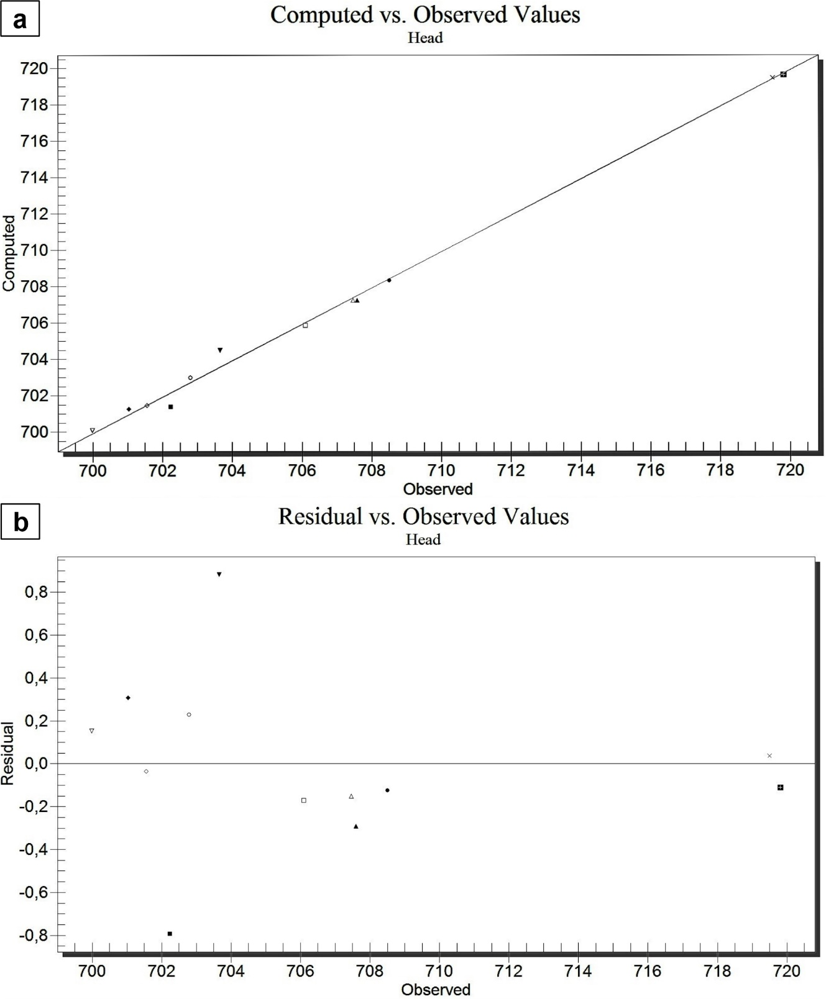 a
Computed vs. Observed Values
Head
720
718
716
714
712
710
708
706
704
702
700
Computed
700 702 704 706 708 710 712 714 716 718 720
Observed
b
Residual vs. Observed Values
Head
0,8
0,6
0,4
0,2
0,0
-0,2
-0,4
-0,6
-0,8
Residual
700 702 704 706 708 710 712 714 716 718 720
Observed